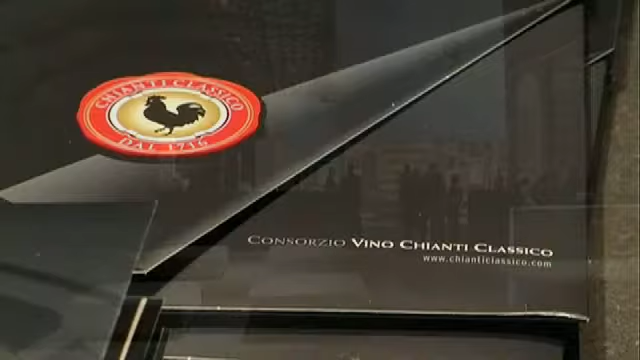 CHIANTI CLASSICO
DAL 1716
CONSORZIO VINO CHIANTI CLASSICO
www.chianticlassico.com